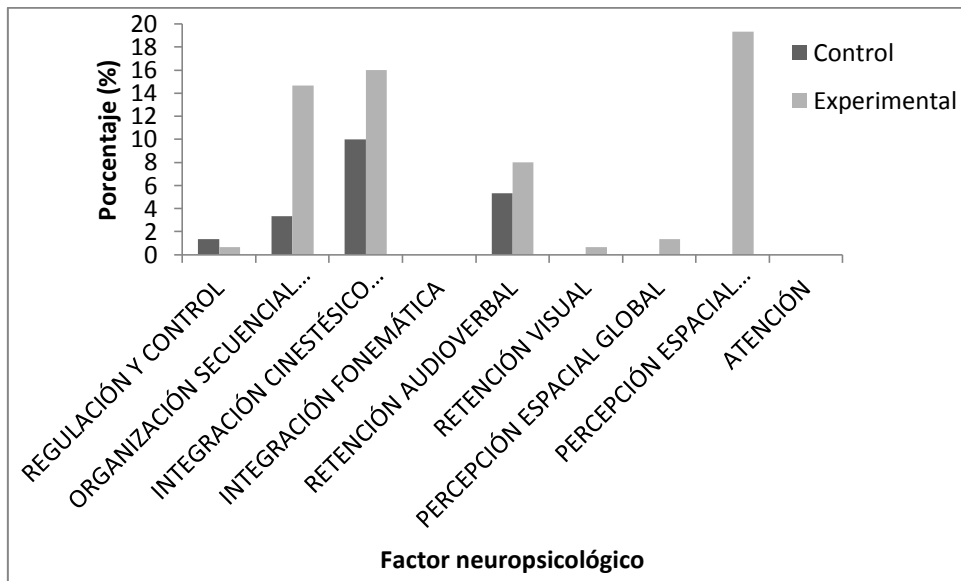 20
18
16
14
12
10
8
6
4
2
0
Porcentaje (%)
Control
Experimental
REGULACIÓN Y CONTROL
ORGANIZACIÓN SECUENCIAL...
INTEGRACIÓN CINESTÉSICO...
INTEGRACIÓN FONEMÁTICA
RETENCIÓN AUDIOVERBAL
RETENCIÓN VISUAL
PERCEPCIÓN ESPACIAL GLOBAL
PERCEPCIÓN ESPACIAL...
ATENCIÓN
Factor neuropsicológico